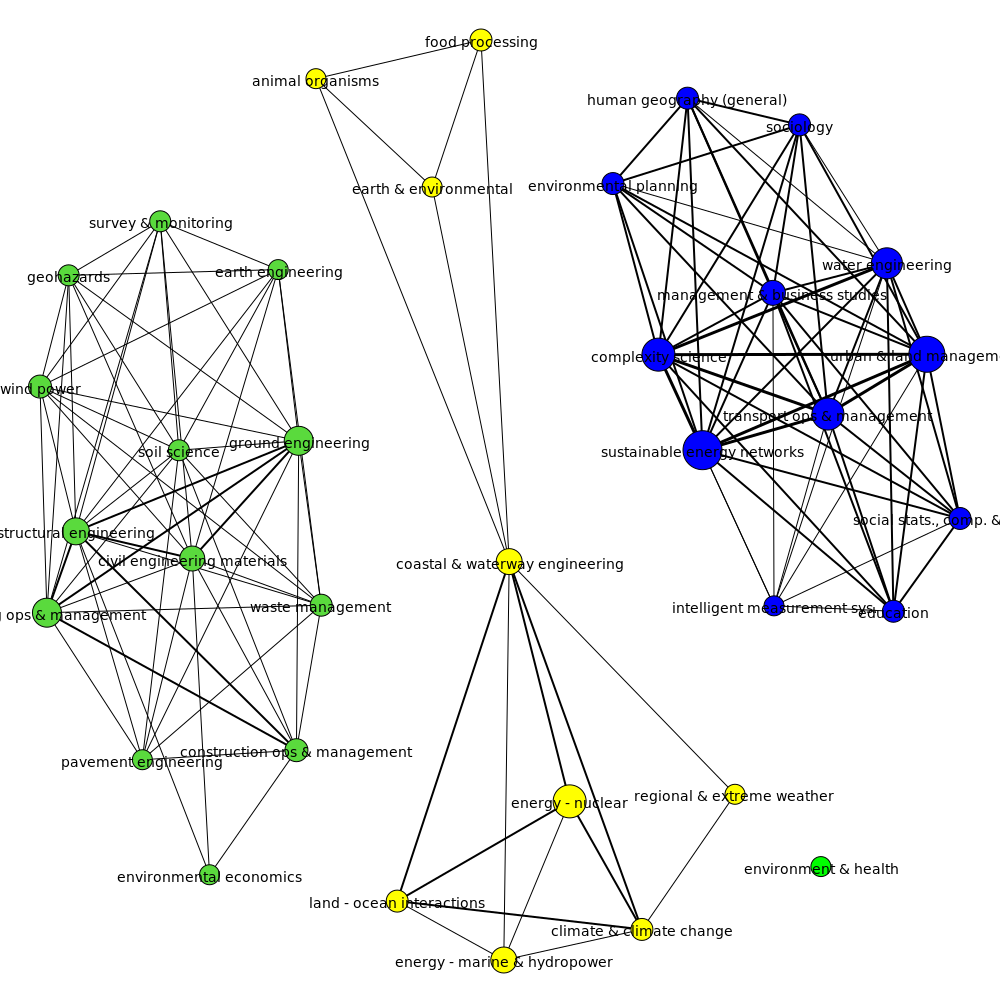 food processing
animal organisms
human geography (general)
sociology
environmental planning
earth & environmental
survey & monitoring
water engineering
earth engineering
geohazards
management & business studies
complexity science
urban & land manageme
wind power
transport ops & management
ground engineering
soil science
sustainable energy networks
social stats., comp. &
structural engineering
civil engineering materials
coastal & waterway engineering
waste management
intelligent measurement sys.
education
ops & management
construction ops & management
pavement engineering
regional & extreme weather
energy - nuclear
environment & health
environmental economics
land - ocean interactions
climate & climate change
energy - marine & hydropower